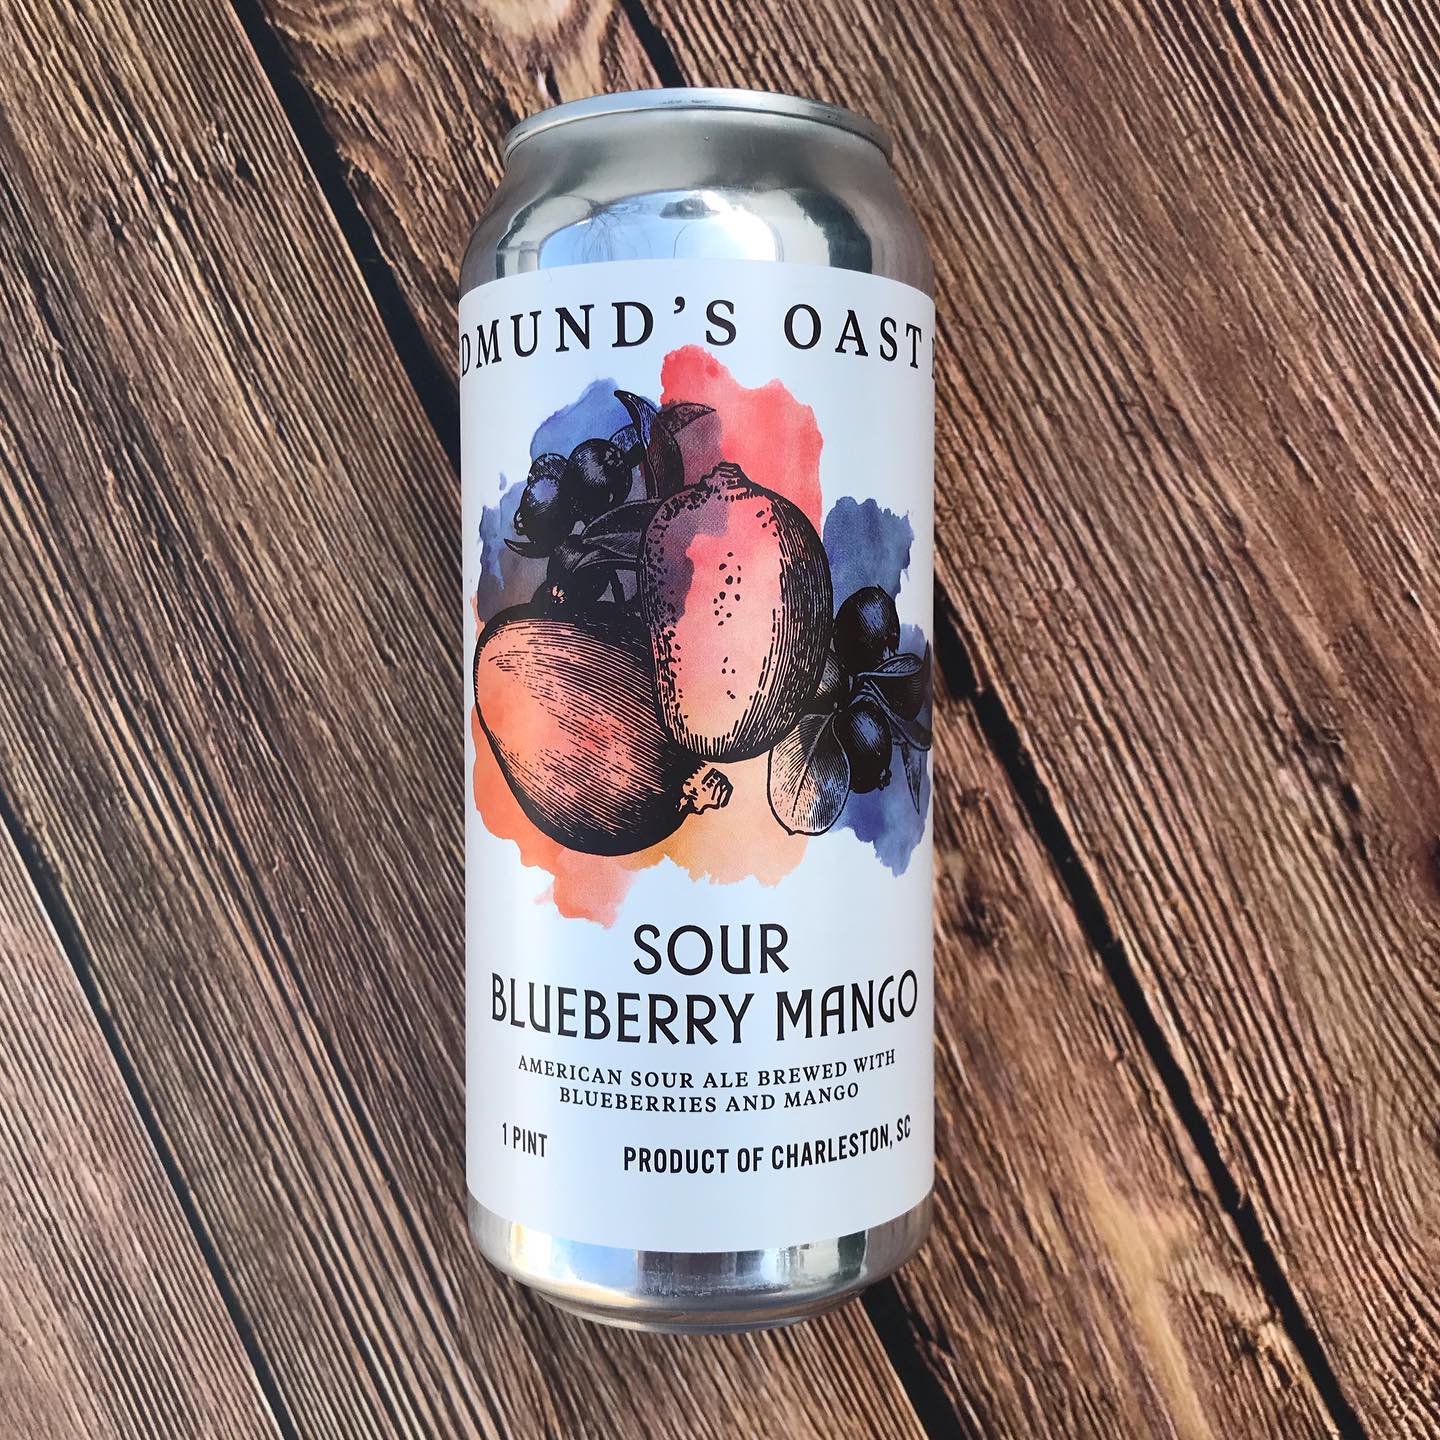 DMUND'S OAST
SOUR
BLUEBERRY MANGO
AMERICAN SOUR ALE BREWED WITH
BLUEBERRIES AND MANGO
1 PINT PRODUCT OF CHARLESTON, SC